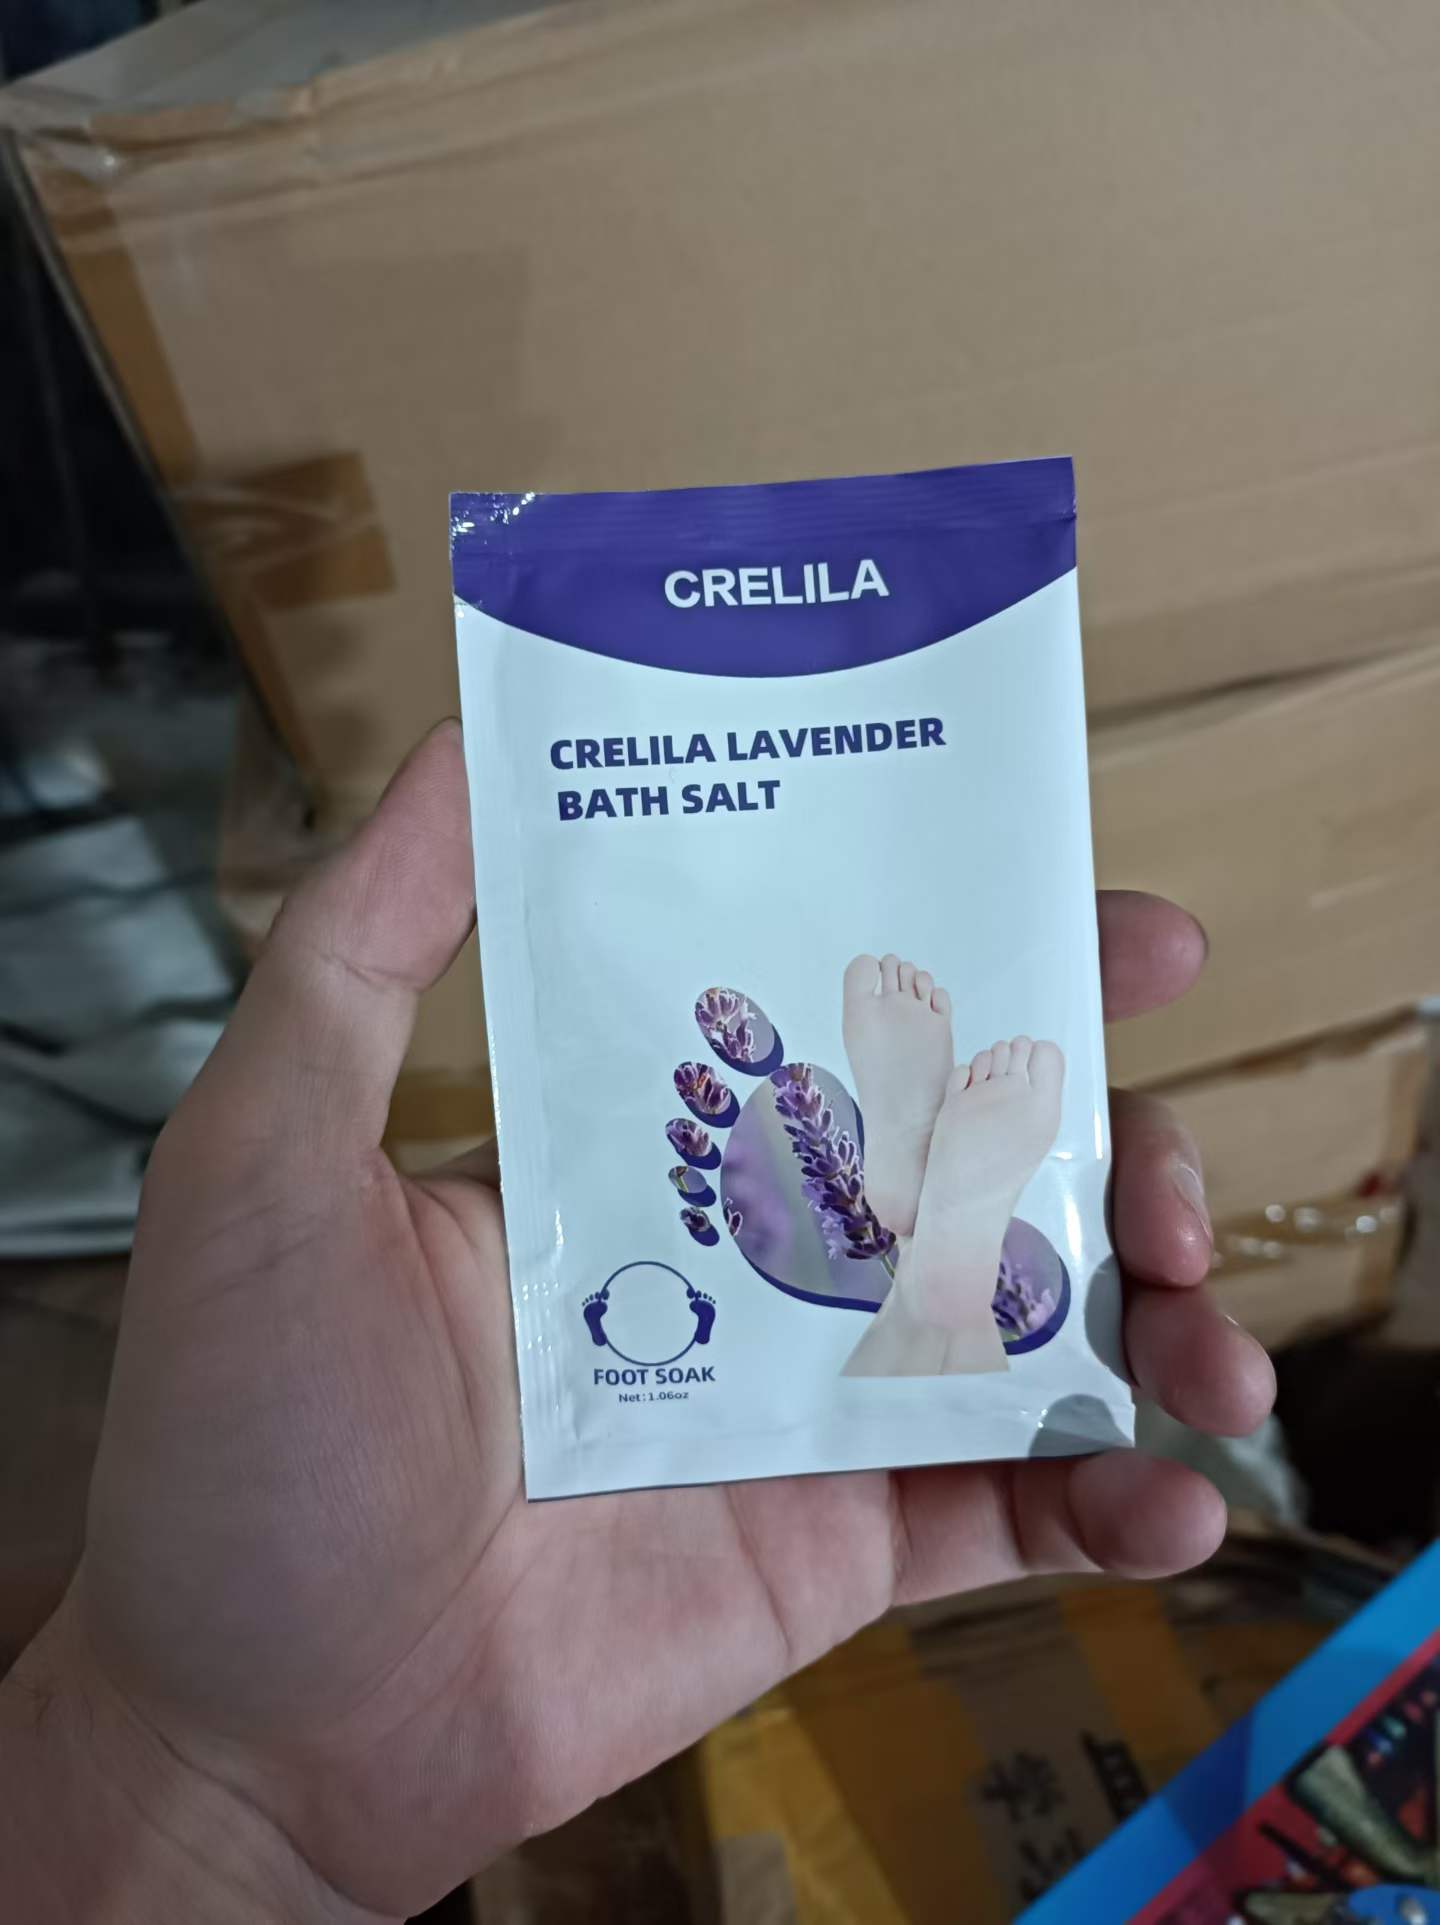 CRELILA
CRELILA LAVENDER
BATH SALT
FOOT SOAK
Net:1.06oz